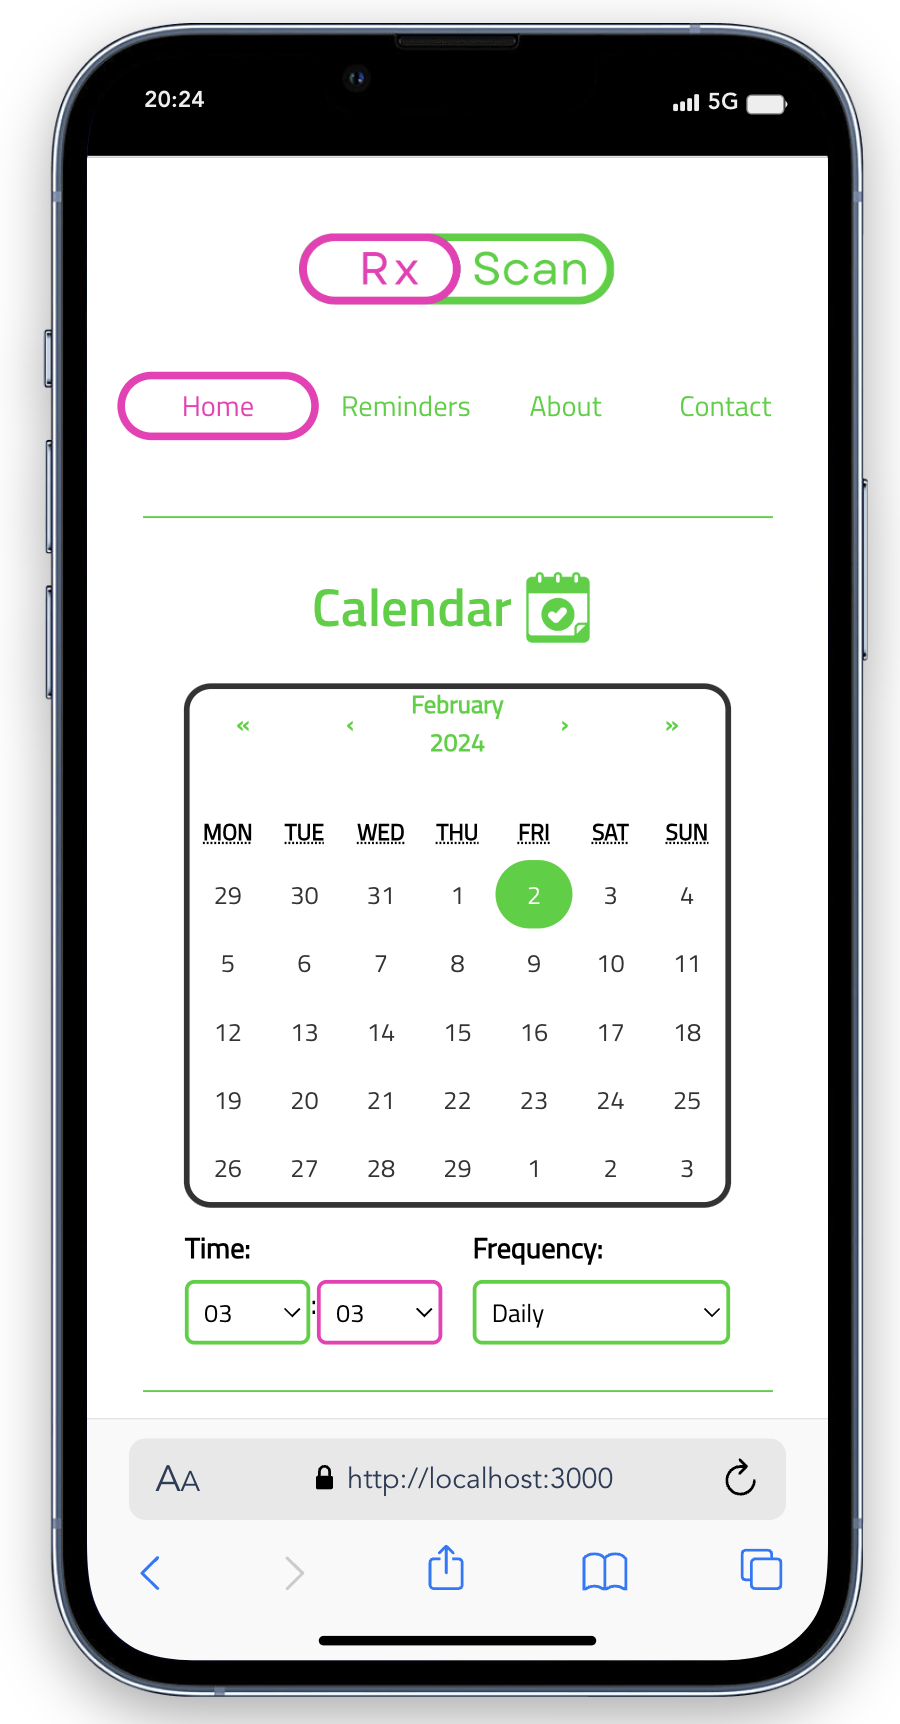 20:24 5G
Rx Scan
Home Reminders About Contact
Calendar
« ‹ February 2024 › »
MON TUE WED THU FRI SAT SUN
29 30 31 1 2 3 4
5 6 7 8 9 10 11
12 13 14 15 16 17 18
19 20 21 22 23 24 25
26 27 28 29 1 2 3
Time: Frequency:
03 : 03 Daily
AA http://localhost:3000